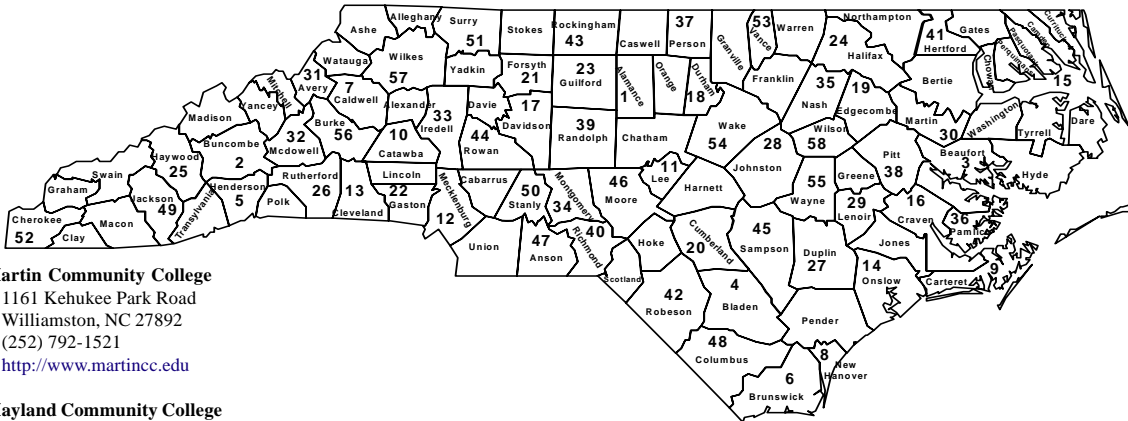 Alleghany
Surry
51
Ashe
Stokes
Rockingham
43
Caswell
37
Person
Granville
53
Vance
Warren
Northampton
24
Halifax
41
Hertford
Gates
Camden
Currituck
Pasquotank
Perquimans
Chowan
15
Watauga
Wilkes
57
Yadkin
Forsyth
21
23
Guilford
Alamance
1
Orange
Durham
18
Franklin
35
Nash
19
Edgecombe
Bertie
Martin
30
Washington
Tyrrell
Dare
Mitchell
31
Avery
7
Caldwell
Alexander
33
Iredell
Davie
17
Davidson
44
Rowan
39
Randolph
Chatham
Wake
54
28
Johnston
Wilson
58
Pitt
38
Beaufort
3
Hyde
Madison
Yancey
32
Mcdowell
Burke
56
10
Catawba
Buncombe
2
Haywood
25
Swain
Graham
Cherokee
52
Clay
Macon
Jackson
49
Transylvania
Henderson
5
Polk
Rutherford
26
13
Cleveland
Lincoln
22
Gaston
Mecklenburg
12
Cabarrus
Union
50
Stanly
47
Anson
Montgomery
34
40
Richmond
46
Moore
11
Lee
Harnett
Hoke
Scotland
Cumberland
20
45
Sampson
55
Wayne
Greene
29
Lenoir
16
Craven
36
Pamlico
Jones
9
Carteret
Duplin
27
14
Onslow
42
Robeson
4
Bladen
Pender
48
Columbus
8
New
Hanover
6
Brunswick
artin Community College
1161 Kehukee Park Road
Williamston, NC 27892
(252) 792-1521
http://www.martincc.edu
ayland Community College